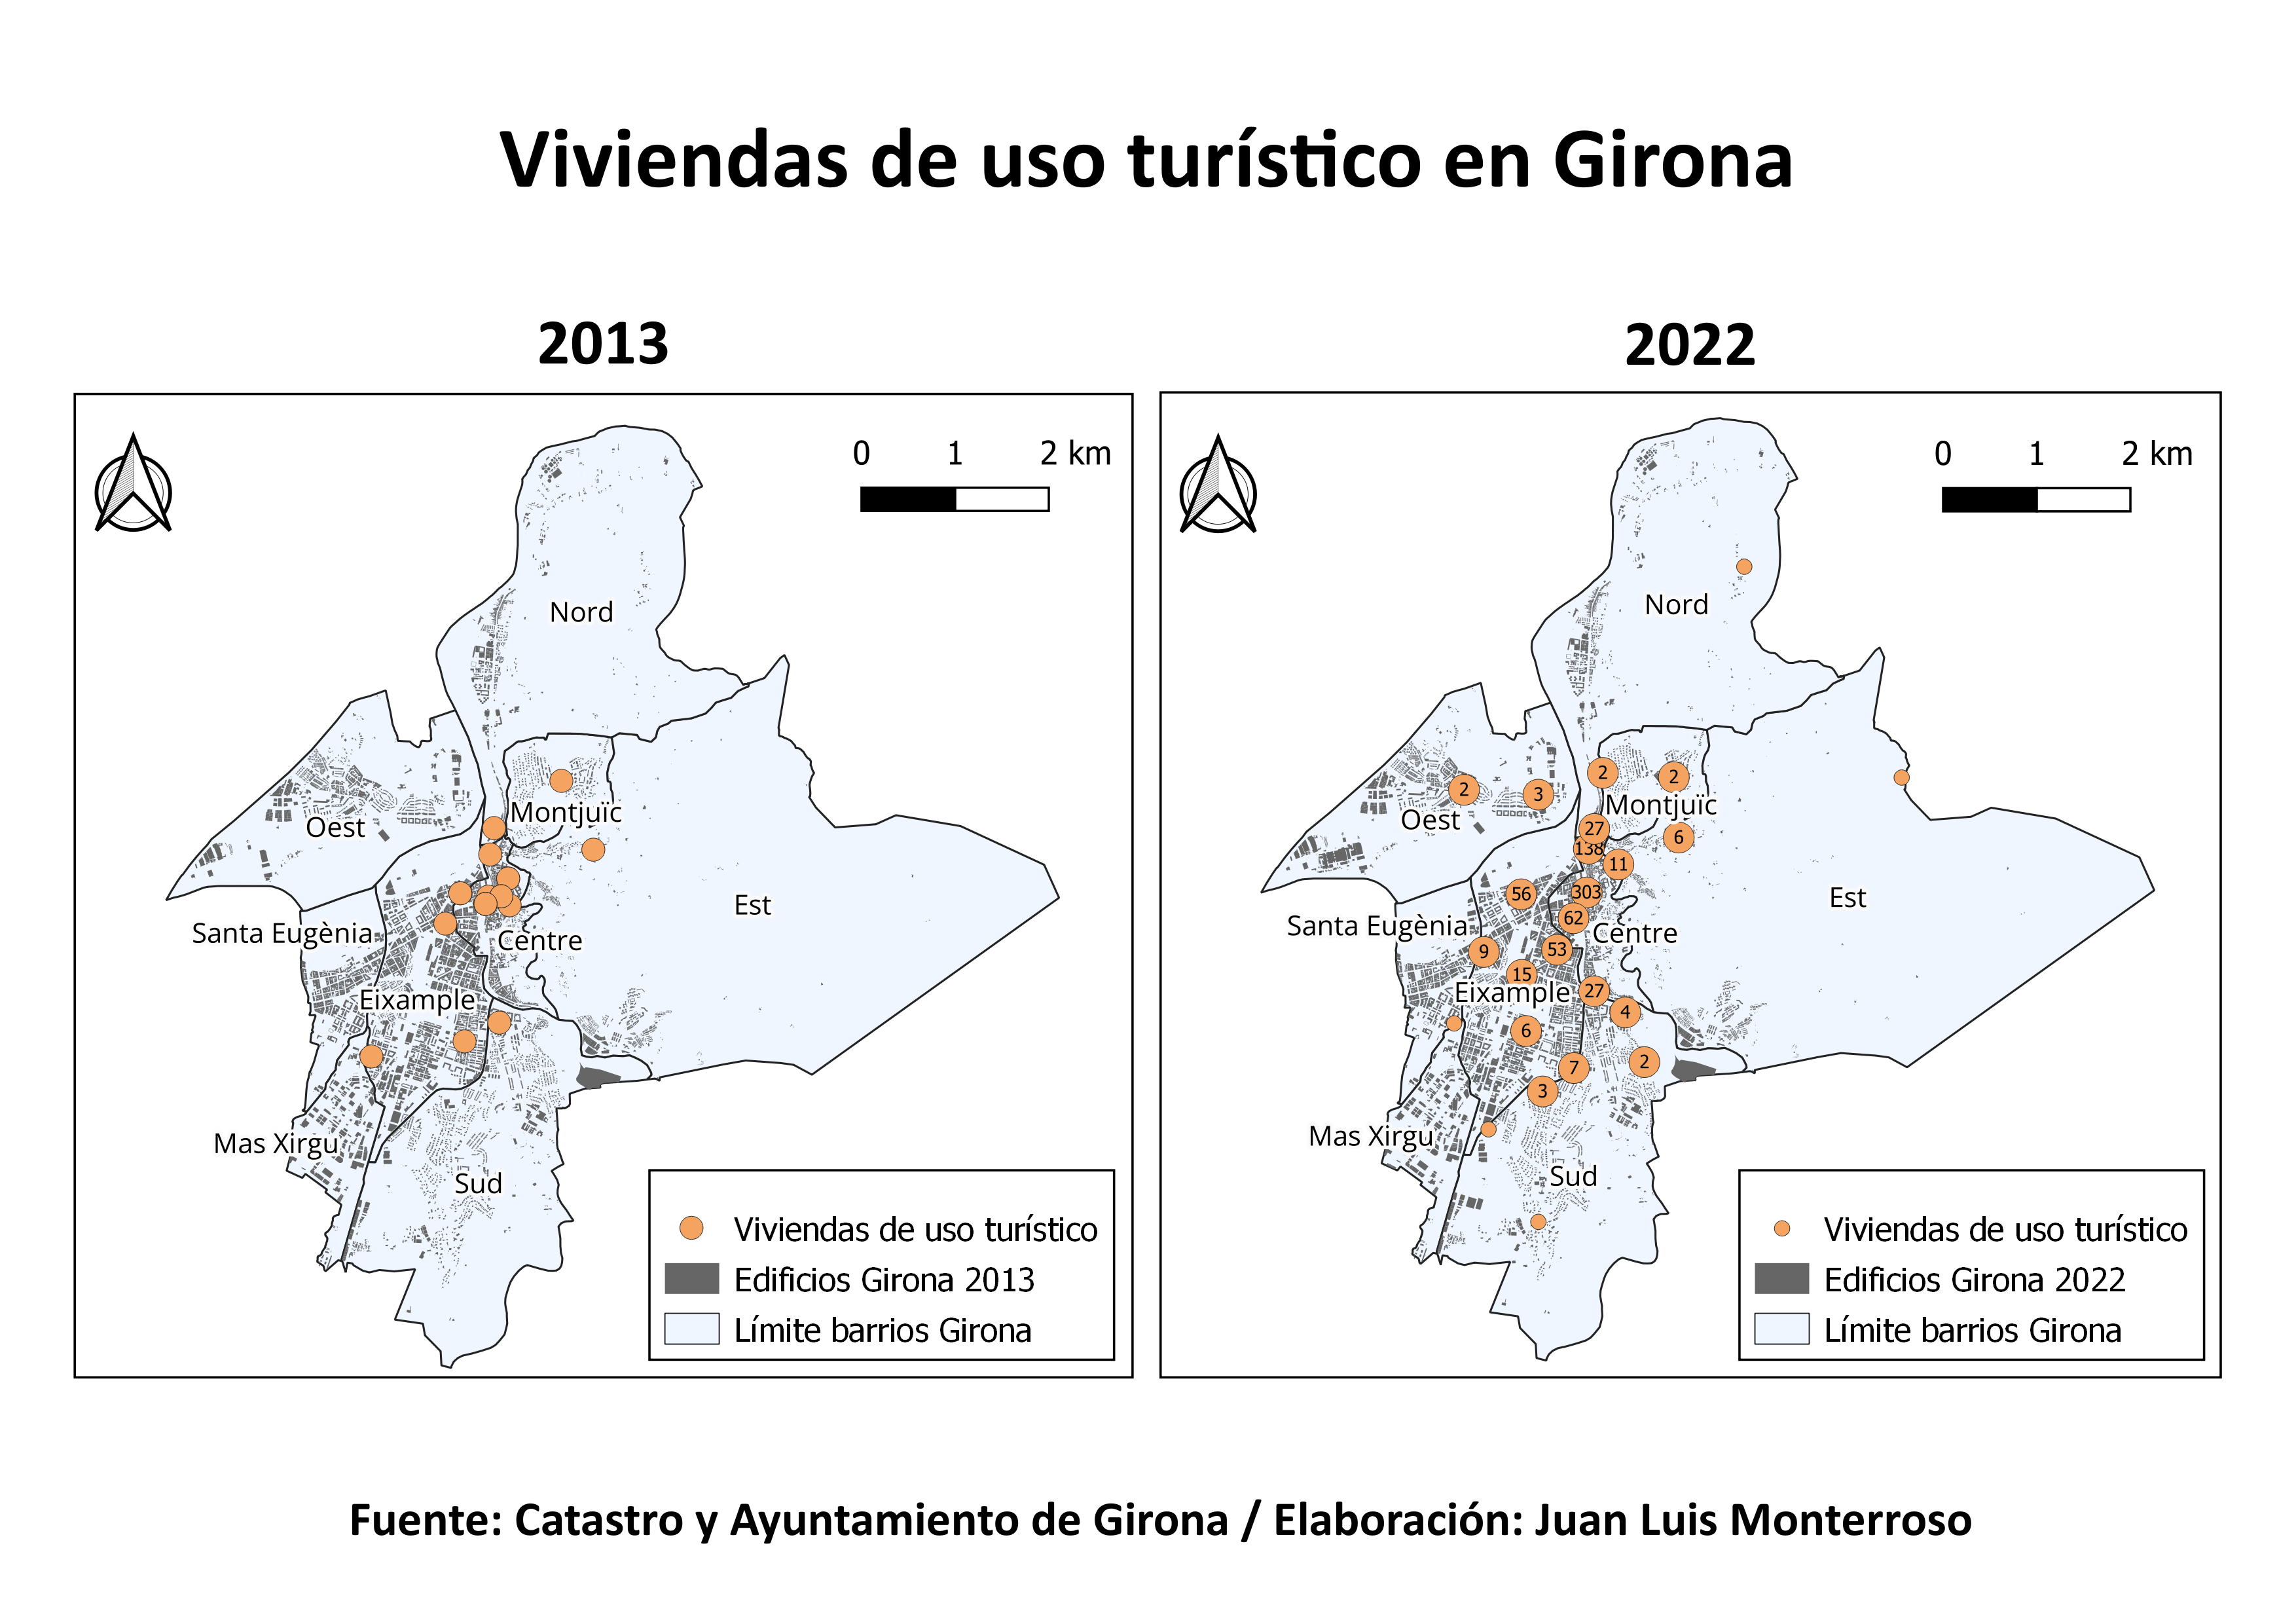 Viviendas de uso turístico en Girona
2013
0 1 2 km
Nord
Montjuïc
Oest
Est
Santa Eugènia
Centre
Eixample
Mas Xirgu
Sud
Viviendas de uso turístico
Edificios Girona 2013
Límite barrios Girona
2022
0 1 2 km
Nord
2
2
2
3
Montjuïc
Oest
27
6
138
11
303
56
Est
62
Santa Eugènia
Centre
9
53
15
Eixample
27
4
6
2
7
3
Mas Xirgu
Sud
Viviendas de uso turístico
Edificios Girona 2022
Límite barrios Girona
Fuente: Catastro y Ayuntamiento de Girona / Elaboración: Juan Luis Monterroso